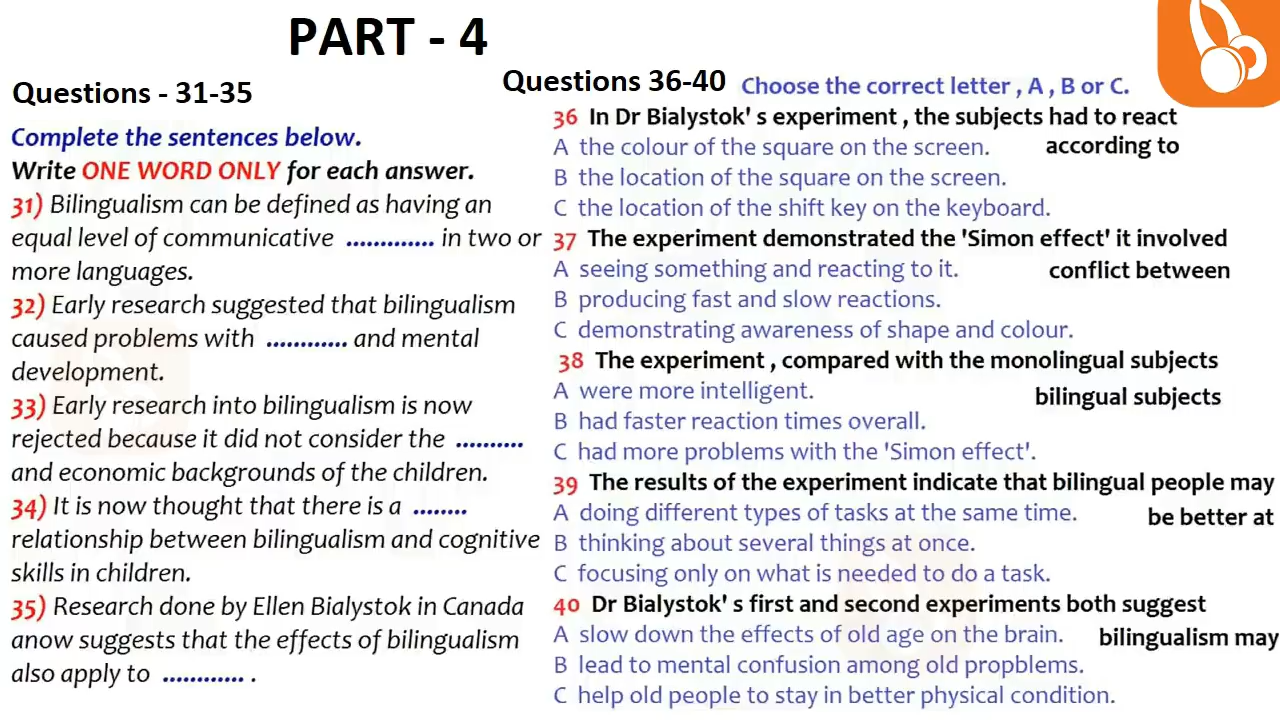 PART - 4
Questions - 31-35
Complete the sentences below.
Write ONE WORD ONLY for each answer.
31) Bilingualism can be defined as having an
equal level of communicative ............. in two or
more languages.
32) Early research suggested that bilingualism
caused problems with ............ and mental
development.
33) Early research into bilingualism is now
rejected because it did not consider the ..........
and economic backgrounds of the children.
34) It is now thought that there is a ........
relationship between bilingualism and cognitive
skills in children.
35) Research done by Ellen Bialystok in Canada
anow suggests that the effects of bilingualism
also apply to ............ .
Questions 36-40 Choose the correct letter , A , B or C.
36 In Dr Bialystok' s experiment , the subjects had to react
according to
A the colour of the square on the screen.
B the location of the square on the screen.
C the location of the shift key on the keyboard.
37 The experiment demonstrated the 'Simon effect' it involved
conflict between
A seeing something and reacting to it.
B producing fast and slow reactions.
C demonstrating awareness of shape and colour.
38 The experiment , compared with the monolingual subjects
bilingual subjects
A were more intelligent.
B had faster reaction times overall.
C had more problems with the 'Simon effect'.
39 The results of the experiment indicate that bilingual people may
be better at
A doing different types of tasks at the same time.
B thinking about several things at once.
C focusing only on what is needed to do a task.
40 Dr Bialystok' s first and second experiments both suggest
bilingualism may
A slow down the effects of old age on the brain.
B lead to mental confusion among old propblems.
C help old people to stay in better physical condition.